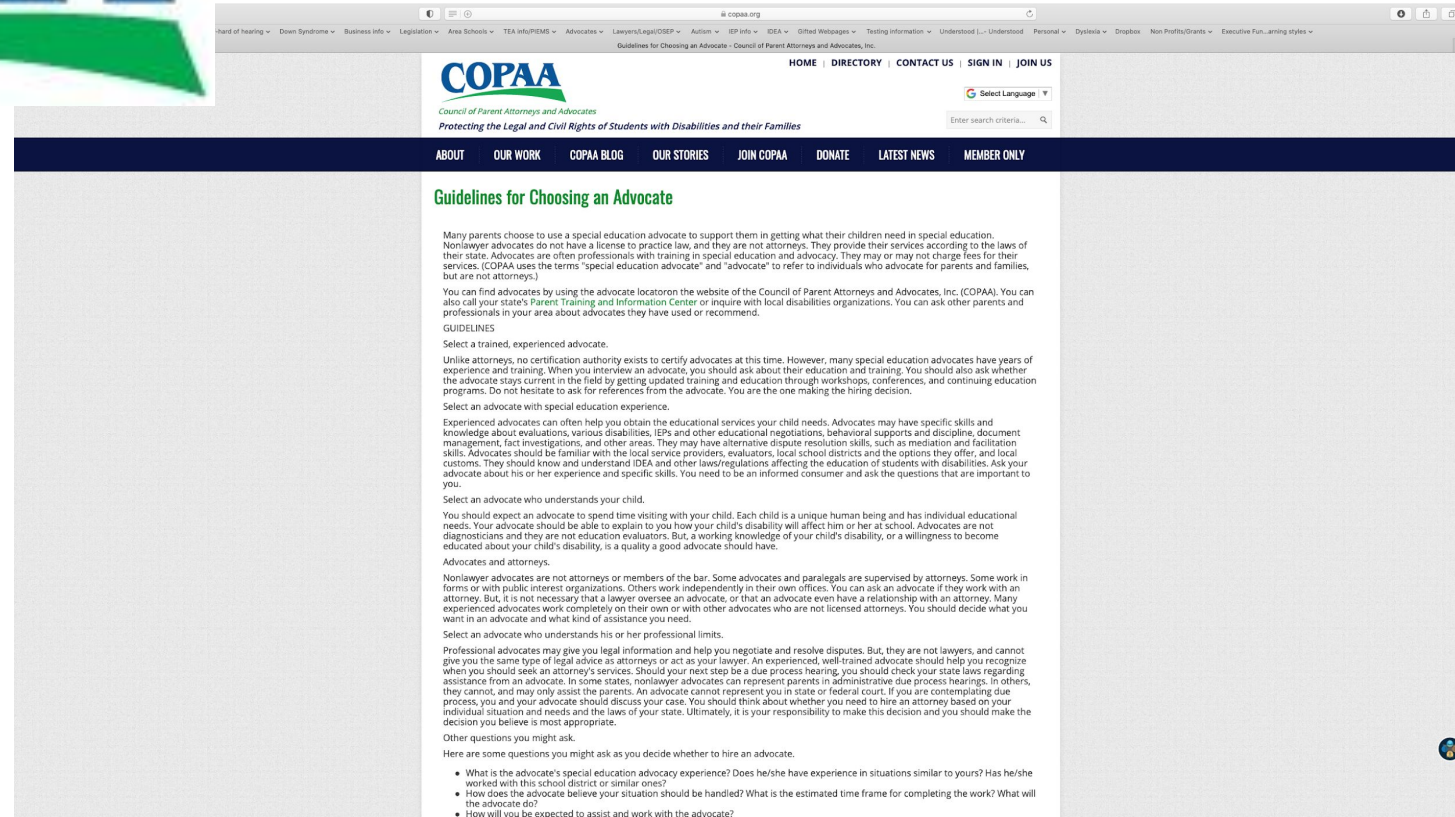 copaa.org
-hard of hearing Down Syndrome Business info Legislation Area Schools TEA info/PIEMS Advocates Lawyers/Legal/OSEP Autism IEP info IDEA Gifted Webpages Testing information Understood |...- Understood Personal Dyslexia Dropbox Non Profits/Grants Executive Fun...arning styles
Guidelines for Choosing an Advocate - Council of Parent Attorneys and Advocates, Inc.
HOME | DIRECTORY | CONTACT US | SIGN IN | JOIN US
COPAA
G Select Language ▼
Council of Parent Attorneys and Advocates
Protecting the Legal and Civil Rights of Students with Disabilities and their Families
Enter search criteria...
ABOUT OUR WORK COPAA BLOG OUR STORIES JOIN COPAA DONATE LATEST NEWS MEMBER ONLY
Guidelines for Choosing an Advocate
Many parents choose to use a special education advocate to support them in getting what their children need in special education.
Nonlawyer advocates do not have a license to practice law, and they are not attorneys. They provide their services according to the laws of
their state. Advocates are often professionals with training in special education and advocacy. They may or may not charge fees for their
services. (COPAA uses the terms "special education advocate" and "advocate" to refer to individuals who advocate for parents and families,
but are not attorneys.)
You can find advocates by using the advocate locatoron the website of the Council of Parent Attorneys and Advocates, Inc. (COPAA). You can
also call your state's Parent Training and Information Center or inquire with local disabilities organizations. You can ask other parents and
professionals in your area about advocates they have used or recommend.
GUIDELINES
Select a trained, experienced advocate.
Unlike attorneys, no certification authority exists to certify advocates at this time. However, many special education advocates have years of
experience and training. When you interview an advocate, you should ask about their education and training. You should also ask whether
the advocate stays current in the field by getting updated training and education through workshops, conferences, and continuing education
programs. Do not hesitate to ask for references from the advocate. You are the one making the hiring decision.
Select an advocate with special education experience.
Experienced advocates can often help you obtain the educational services your child needs. Advocates may have specific skills and
knowledge about evaluations, various disabilities, IEPs and other educational negotiations, behavioral supports and discipline, document
management, fact investigations, and other areas. They may have alternative dispute resolution skills, such as mediation and facilitation
skills. Advocates should be familiar with the local service providers, evaluators, local school districts and the options they offer, and local
customs. They should know and understand IDEA and other laws/regulations affecting the education of students with disabilities. Ask your
advocate about his or her experience and specific skills. You need to be an informed consumer and ask the questions that are important to
you.
Select an advocate who understands your child.
You should expect an advocate to spend time visiting with your child. Each child is a unique human being and has individual educational
needs. Your advocate should be able to explain to you how your child's disability will affect him or her at school. Advocates are not
diagnosticians and they are not education evaluators. But, a working knowledge of your child's disability, or a willingness to become
educated about your child's disability, is a quality a good advocate should have.
Advocates and attorneys.
Nonlawyer advocates are not attorneys or members of the bar. Some advocates and paralegals are supervised by attorneys. Some work in
forms or with public interest organizations. Others work independently in their own offices. You can ask an advocate if they work with an
attorney. But, it is not necessary that a lawyer oversee an advocate, or that an advocate even have a relationship with an attorney. Many
experienced advocates work completely on their own or with other advocates who are not licensed attorneys. You should decide what you
want in an advocate and what kind of assistance you need.
Select an advocate who understands his or her professional limits.
Professional advocates may give you legal information and help you negotiate and resolve disputes. But, they are not lawyers, and cannot
give you the same type of legal advice as attorneys or act as your lawyer. An experienced, well-trained advocate should help you recognize
when you should seek an attorney's services. Should your next step be a due process hearing, you should check your state laws regarding
assistance from an advocate. In some states, nonlawyer advocates can represent parents in administrative due process hearings. In others,
they cannot, and may only assist the parents. An advocate cannot represent you in state or federal court. If you are contemplating due
process, you and your advocate should discuss your case. You should think about whether you need to hire an attorney based on your
individual situation and needs and the laws of your state. Ultimately, it is your responsibility to make this decision and you should make the
decision you believe is most appropriate.
Other questions you might ask.
Here are some questions you might ask as you decide whether to hire an advocate.
• What is the advocate's special education advocacy experience? Does he/she have experience in situations similar to yours? Has he/she
worked with this school district or similar ones?
• How does the advocate believe your situation should be handled? What is the estimated time frame for completing the work? What will
the advocate do?
• How will you be expected to assist and work with the advocate?